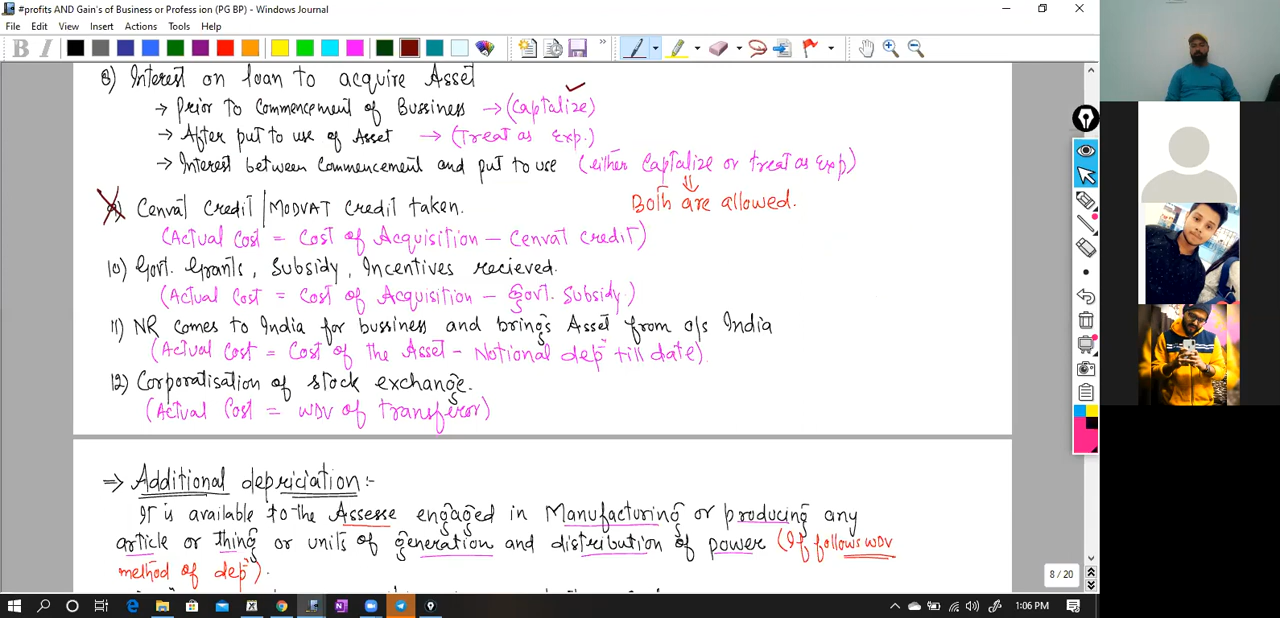 #profits AND Gain's of Business or Profess ion (PG BP) - Windows Journal
File Edit View Insert Actions Tools Help
8) Interest on loan to acquire Asset
→ Prior to Commencement of Bussiness → (Captalize)
→ After put to use of Asset → (Treat as Exp.)
→ Interest between Commencement and put to use (either Captalize or treat as Exp)
9) Cenvat Credit / MODVAT Credit taken. Both are allowed.
(Actual Cost = Cost of Acquisition - Cenvat Credit)
10) Govt. Grants, Subsidy, Incentives recieved.
(Actual Cost = Cost of Acquisition - Govt. Subsidy)
11) NR comes to India for bussiness and brings Asset from o/s India
(Actual Cost = Cost of the Asset - Notional depⁿ till date)
12) Corporatisation of stock exchange.
(Actual Cost = WDV of transferor)
8 / 20
⇒ Additional depriciation:-
It is available to the Assesse engaged in Manufacturing or producing any
article or thing or units of generation and distribution of power (If follows WDV
method of depⁿ).
1:06 PM